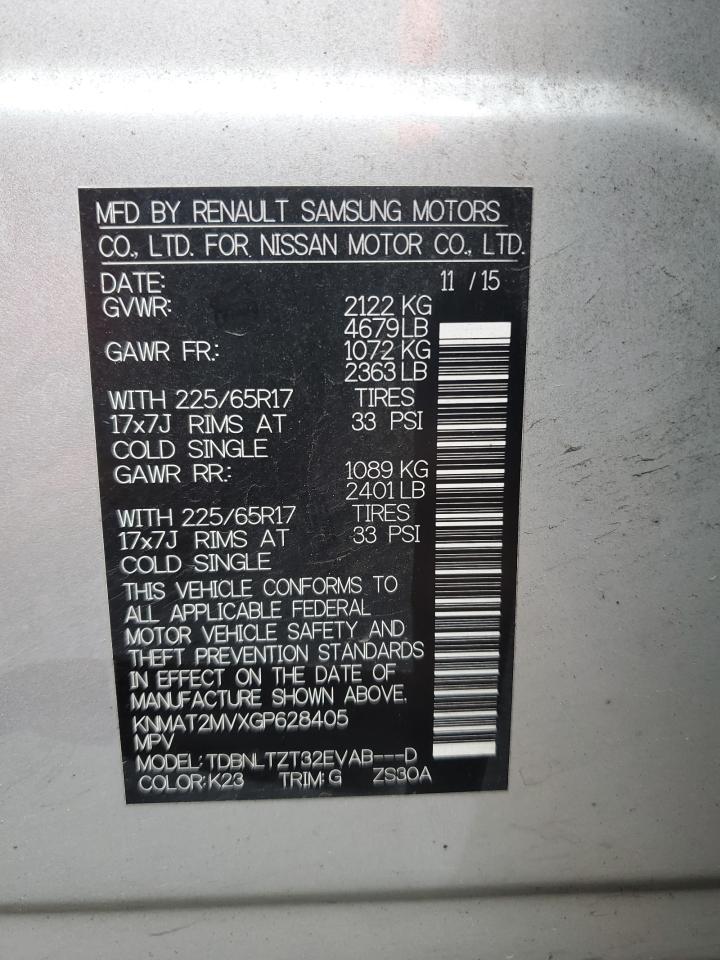 MFD BY RENAULT SAMSUNG MOTORS
CO., LTD. FOR NISSAN MOTOR CO., LTD.
DATE: 11 / 15
GVWR: 2122 KG
4679 LB
GAWR FR: 1072 KG
2363 LB
WITH 225/65R17 TIRES
17x7J RIMS AT 33 PSI
COLD SINGLE
GAWR RR: 1089 KG
2401 LB
WITH 225/65R17 TIRES
17x7J RIMS AT 33 PSI
COLD SINGLE
THIS VEHICLE CONFORMS TO
ALL APPLICABLE FEDERAL
MOTOR VEHICLE SAFETY AND
THEFT PREVENTION STANDARDS
IN EFFECT ON THE DATE OF
MANUFACTURE SHOWN ABOVE.
KNMAT2MVXGP628405
MPV
MODEL: TDBNLTZT32EVAB---D
COLOR: K23 TRIM: G ZS30A